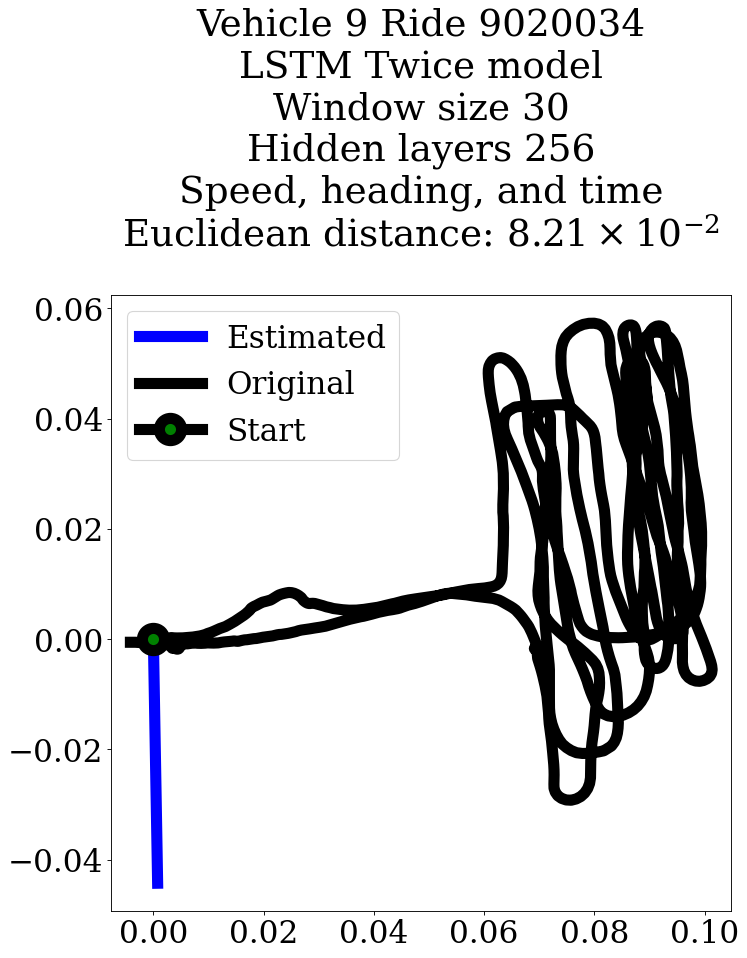 Vehicle 9 Ride 9020034
LSTM Twice model
Window size 30
Hidden layers 256
Speed, heading, and time
Euclidean distance: 8.21 × 10⁻²
Estimated
Original
Start
0.06
0.04
0.02
0.00
−0.02
−0.04
0.00 0.02 0.04 0.06 0.08 0.10